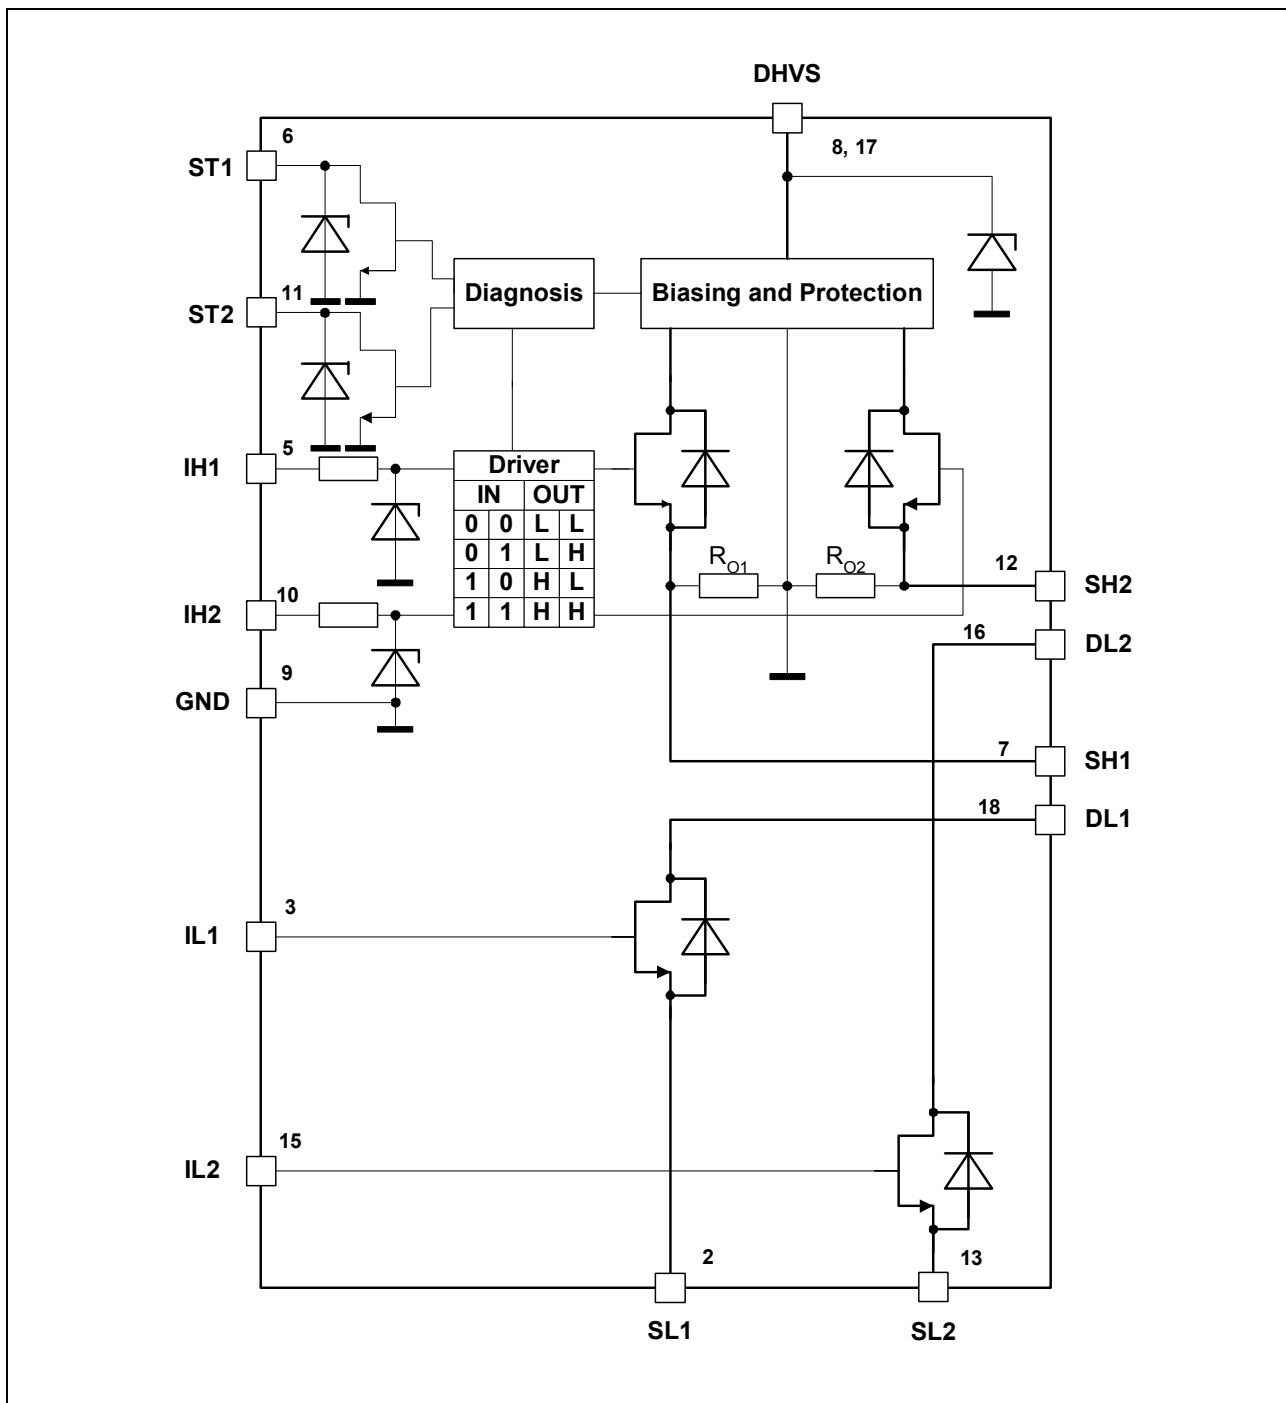 DHVS
8, 17
6
ST1
11
ST2
Diagnosis
Biasing and Protection
5
IH1
Driver
IN OUT
0 0 L L
0 1 L H
1 0 H L
1 1 H H
RO1
RO2
12
SH2
10
IH2
16
DL2
9
GND
7
SH1
18
DL1
3
IL1
15
IL2
2
13
SL1
SL2